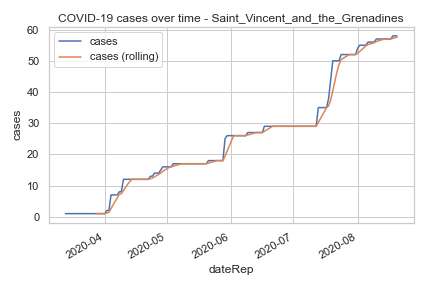 COVID-19 cases over time - Saint_Vincent_and_the_Grenadines
cases
cases (rolling)
60
50
40
30
20
10
0
cases
2020-04
2020-05
2020-06
2020-07
2020-08
dateRep